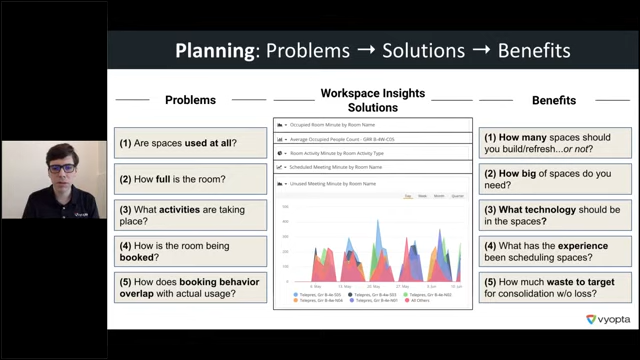 Planning: Problems → Solutions → Benefits
Problems
(1) Are spaces used at all?
(2) How full is the room?
(3) What activities are taking
place?
(4) How is the room being
booked?
(5) How does booking behavior
overlap with actual usage?
Workspace Insights
Solutions
Occupied Room Minute by Room Name
Average Occupied People Count - GRR B-4W-C05
Room Activity Minute by Room Activity Type
Scheduled Meeting Minute by Room Name
Unused Meeting Minute by Room Name
Day Week Month Quarter
Benefits
(1) How many spaces should
you build/refresh...or not?
(2) How big of spaces do you
need?
(3) What technology should be
in the spaces?
(4) What has the experience
been scheduling spaces?
(5) How much waste to target
for consolidation w/o loss?
vyopta